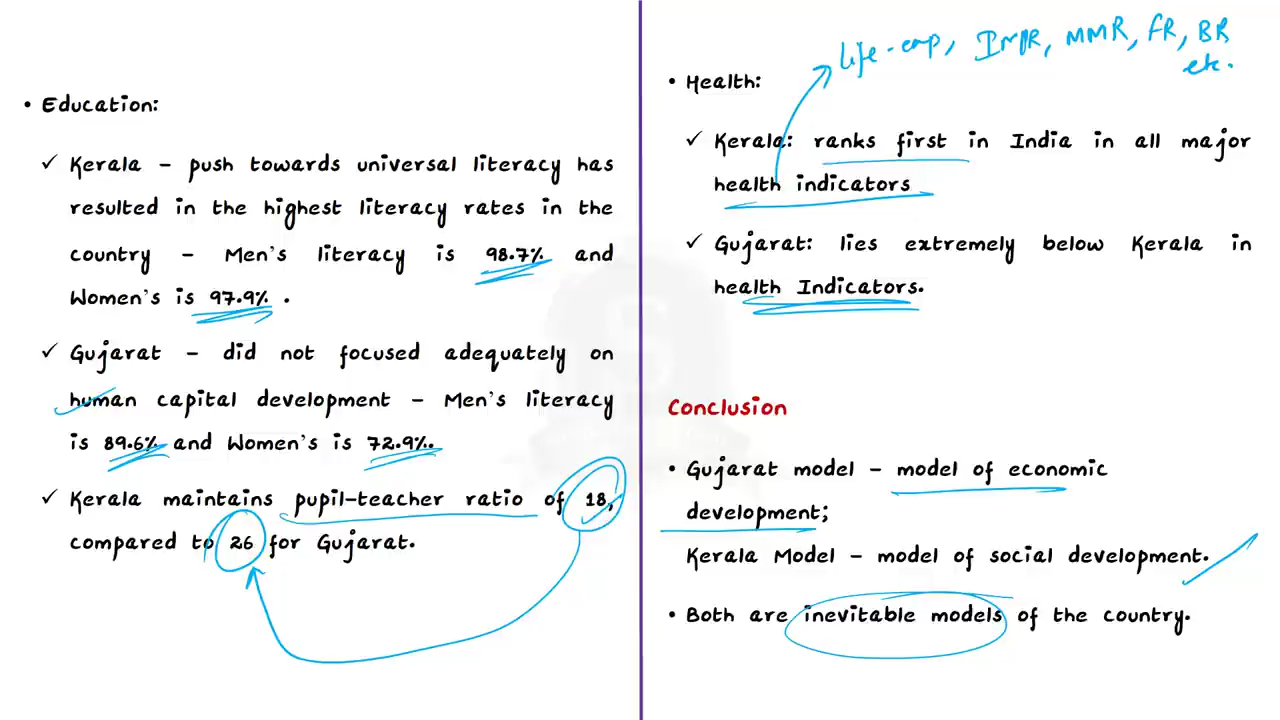 • Education:
✓ Kerala – push towards universal literacy has
resulted in the highest literacy rates in the
country – Men's literacy is 98.7% and
Women's is 97.9% .
✓ Gujarat – did not focused adequately on
human capital development – Men's literacy
is 89.6% and Women's is 72.9%.
✓ Kerala maintains pupil-teacher ratio of 18,
compared to 26 for Gujarat.
life-exp, IMR, MMR, FR, BR
etc.
• Health:
✓ Kerala: ranks first in India in all major
health indicators
✓ Gujarat: lies extremely below Kerala in
health Indicators.
Conclusion
• Gujarat model – model of economic
development;
Kerala Model – model of social development.
• Both are inevitable models of the country.